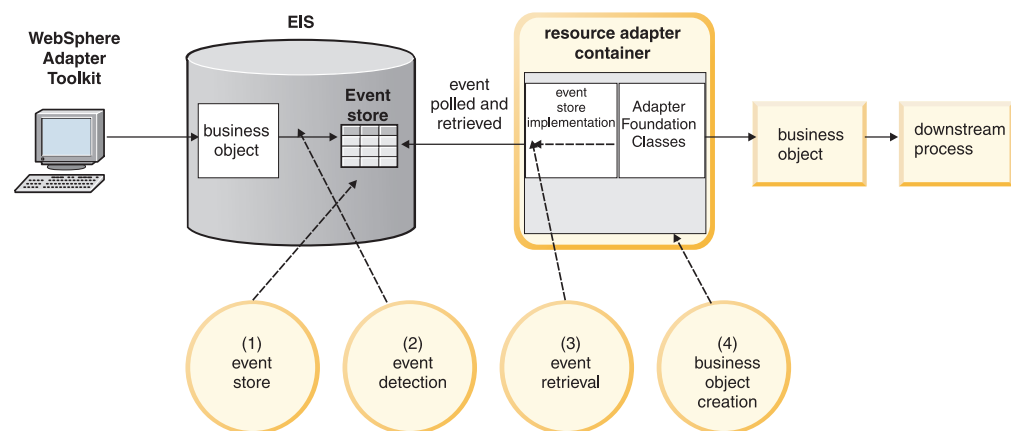 WebSphere
Adapter
Toolkit
EIS
business
object
Event
store
event
polled and
retrieved
resource adapter
container
event
store
implementation
Adapter
Foundation
Classes
business
object
downstream
process
(1)
event
store
(2)
event
detection
(3)
event
retrieval
(4)
business
object
creation